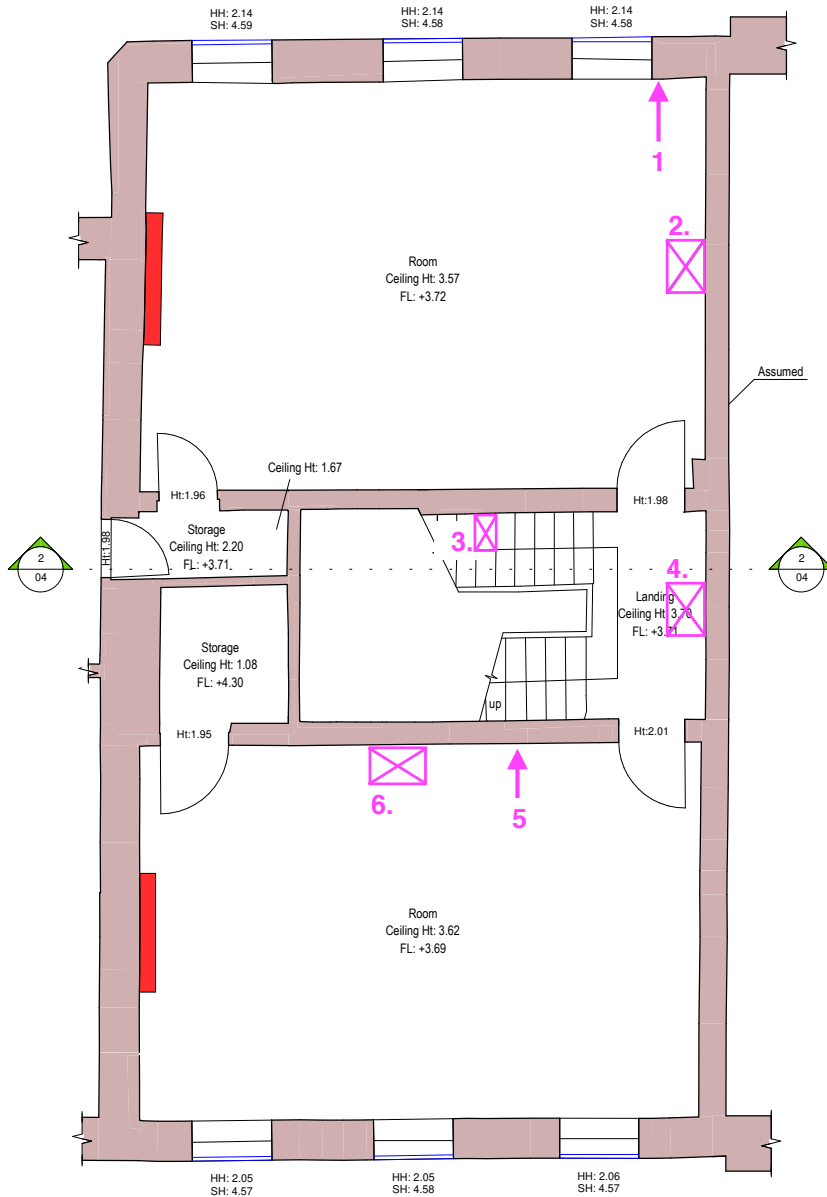 HH: 2.14
SH: 4.59
HH: 2.14
SH: 4.58
HH: 2.14
SH: 4.58
1
2.
Room
Ceiling Ht: 3.57
FL: +3.72
Assumed
Ceiling Ht: 1.67
Ht:1.96
Ht:1.98
Storage
Ceiling Ht: 2.20
FL: +3.71
Ht:1.98
3.
2
04
2
04
4.
Landing
Ceiling Ht: 3.70
FL: +3.71
Storage
Ceiling Ht: 1.08
FL: +4.30
up
Ht:1.95
Ht:2.01
6.
5
Room
Ceiling Ht: 3.62
FL: +3.69
HH: 2.05
SH: 4.57
HH: 2.05
SH: 4.58
HH: 2.06
SH: 4.57